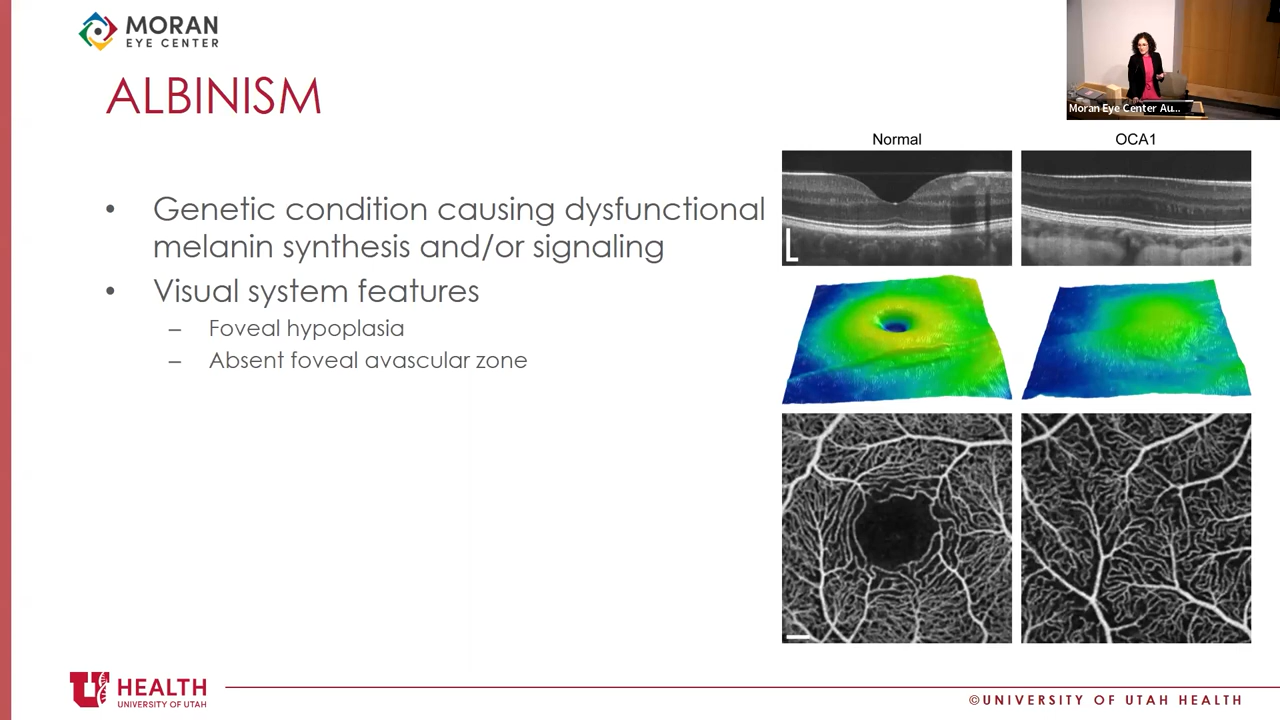 MORAN
EYE CENTER
Moran Eye Center Au...
ALBINISM
• Genetic condition causing dysfunctional
melanin synthesis and/or signaling
• Visual system features
– Foveal hypoplasia
– Absent foveal avascular zone
Normal
OCA1
U HEALTH
UNIVERSITY OF UTAH
©UNIVERSITY OF UTAH HEALTH